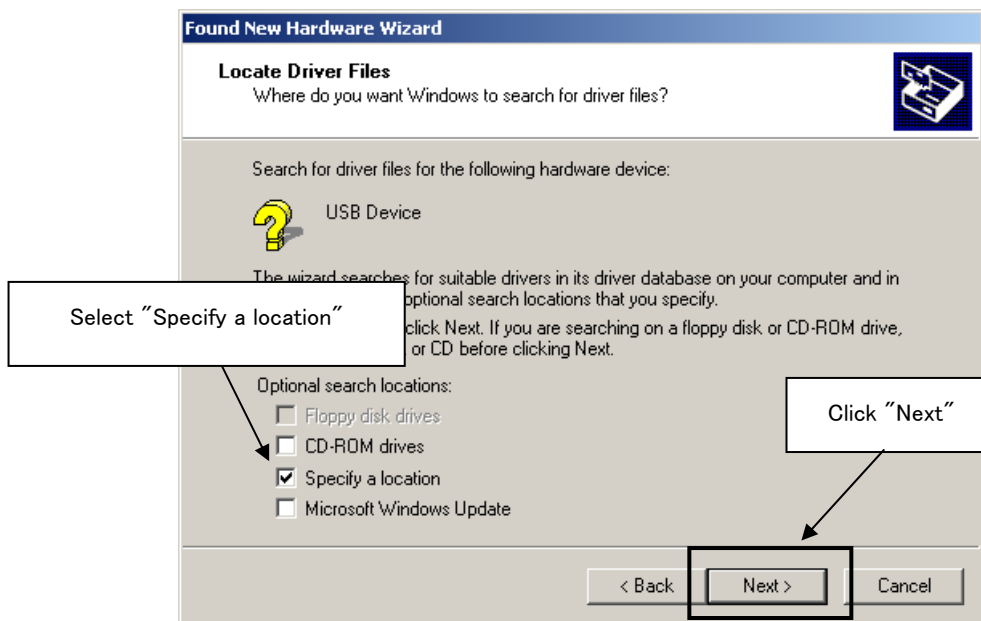 Found New Hardware Wizard
Locate Driver Files
Where do you want Windows to search for driver files?
Search for driver files for the following hardware device:
USB Device
The wizard searches for suitable drivers in its driver database on your computer and in
optional search locations that you specify.
Select "Specify a location"
click Next. If you are searching on a floppy disk or CD-ROM drive,
or CD before clicking Next.
Optional search locations:
Floppy disk drives
CD-ROM drives
Specify a location
Microsoft Windows Update
Click "Next"
< Back
Next >
Cancel